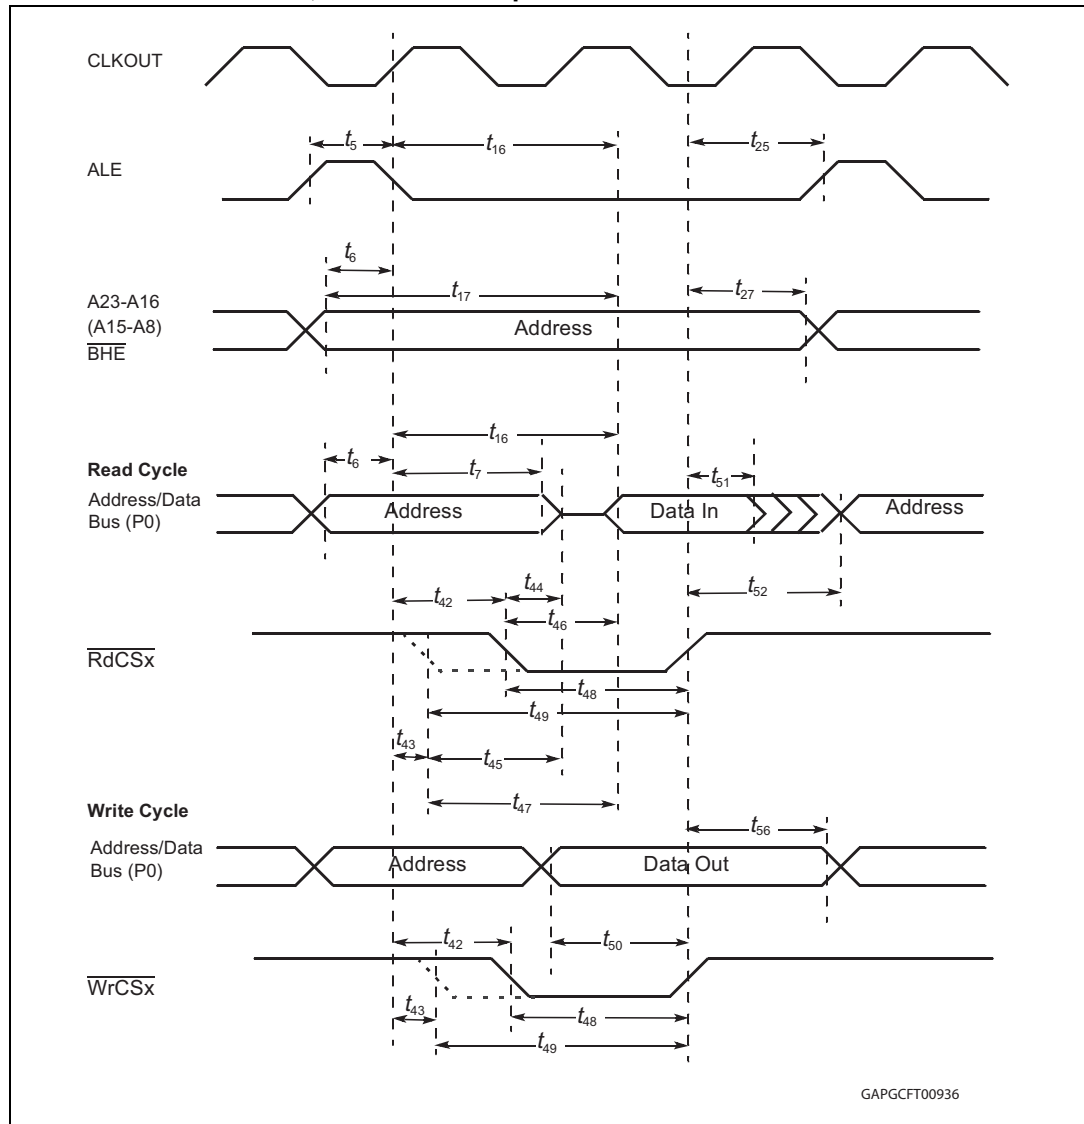 CLKOUT
t5 t16 t25
ALE
t6
A23-A16
(A15-A8)
BHE
t17 t27
Address
t16
Read Cycle
t6 t7 t51
Address/Data
Bus (P0)
Address Data In Address
t42 t44 t52
t46
RdCSx
t48
t49
t43 t45
t47
Write Cycle
t56
Address/Data
Bus (P0)
Address Data Out
t42 t50
WrCSx
t43 t48
t49
GAPGCFT00936